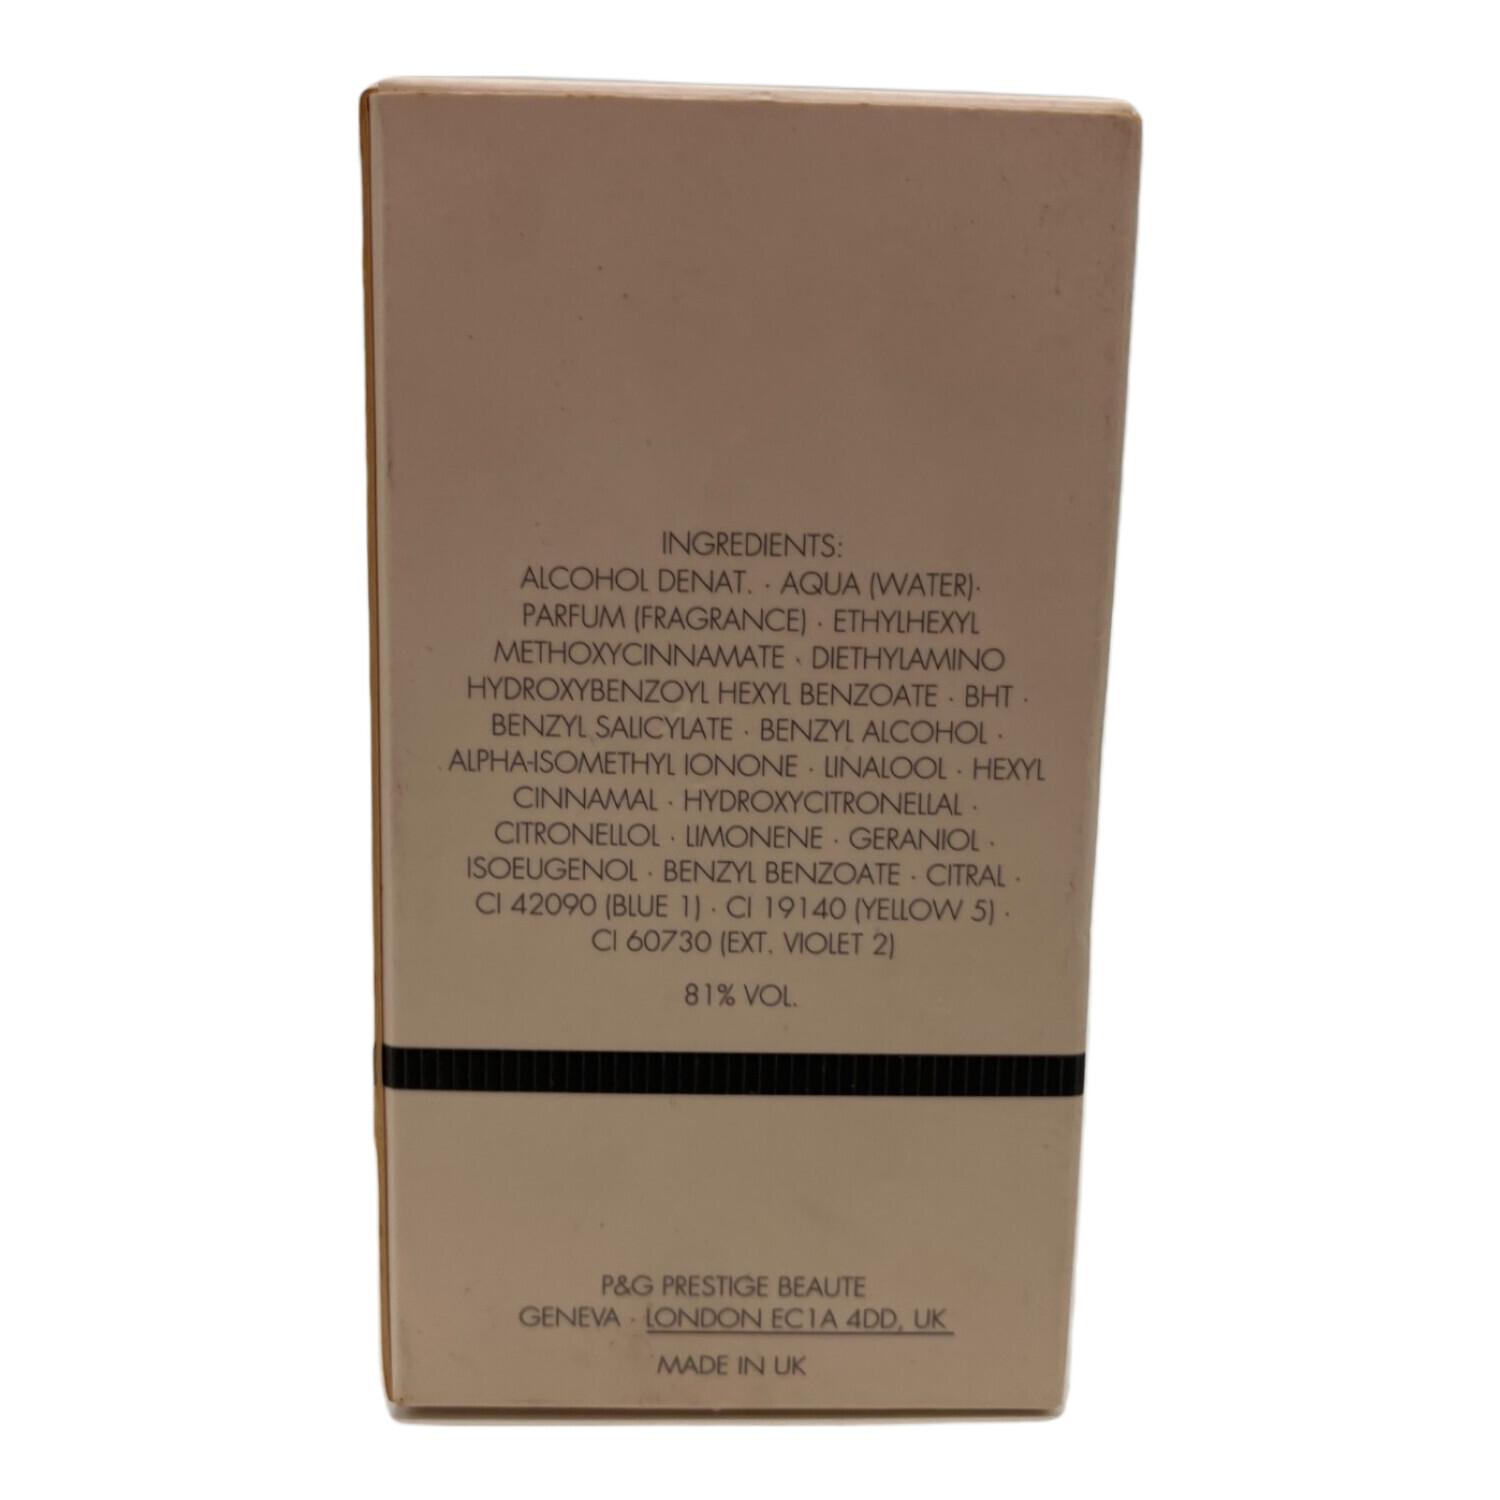 INGREDIENTS:
ALCOHOL DENAT. · AQUA (WATER)·
PARFUM (FRAGRANCE) · ETHYLHEXYL
METHOXYCINNAMATE · DIETHYLAMINO
HYDROXYBENZOYL HEXYL BENZOATE · BHT ·
BENZYL SALICYLATE · BENZYL ALCOHOL ·
ALPHA-ISOMETHYL IONONE · LINALOOL · HEXYL
CINNAMAL · HYDROXYCITRONELLAL ·
CITRONELLOL · LIMONENE · GERANIOL ·
ISOEUGENOL · BENZYL BENZOATE · CITRAL ·
CI 42090 (BLUE 1) · CI 19140 (YELLOW 5) ·
CI 60730 (EXT. VIOLET 2)
81% VOL.
P&G PRESTIGE BEAUTE
GENEVA · LONDON EC1A 4DD, UK
MADE IN UK